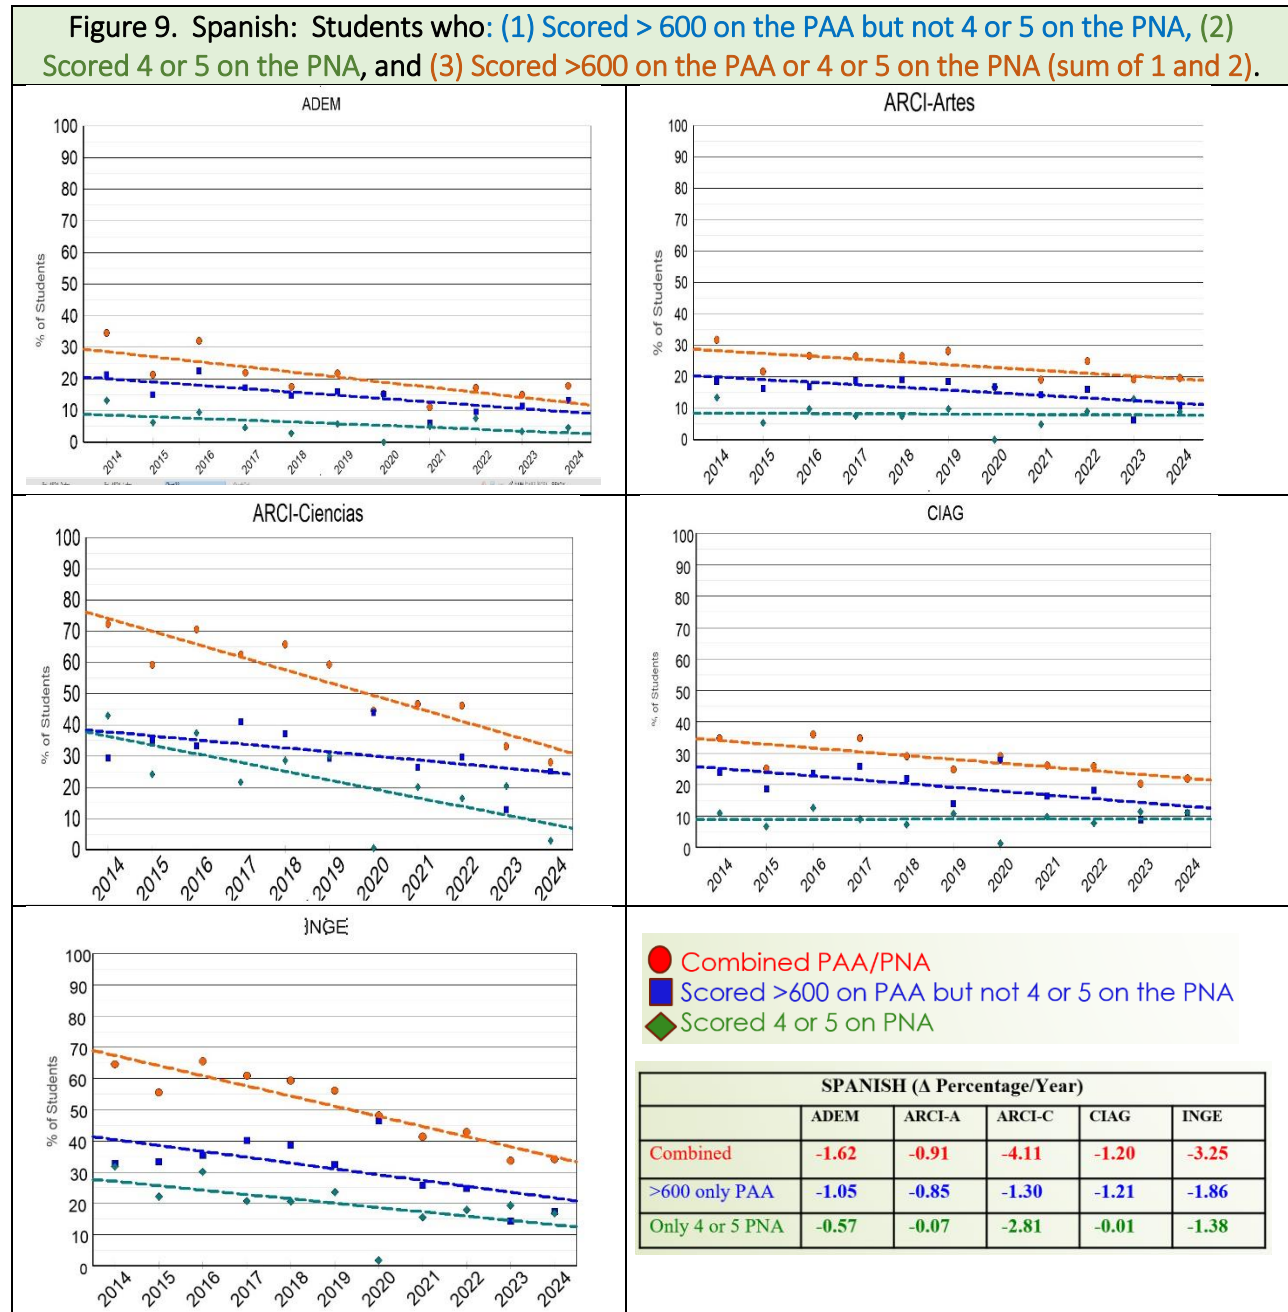 Figure 9.  Spanish:  Students who: (1) Scored > 600 on the PAA but not 4 or 5 on the PNA, (2)
Scored 4 or 5 on the PNA, and (3) Scored >600 on the PAA or 4 or 5 on the PNA (sum of 1 and 2).
ADEM
% of Students
100
90
80
70
60
50
40
30
20
10
0
2014 2015 2016 2017 2018 2019 2020 2021 2022 2023 2024
ARCI-Artes
% of Students
100
90
80
70
60
50
40
30
20
10
0
2014 2015 2016 2017 2018 2019 2020 2021 2022 2023 2024
ARCI-Ciencias
% of Students
100
90
80
70
60
50
40
30
20
10
0
2014 2015 2016 2017 2018 2019 2020 2021 2022 2023 2024
CIAG
% of Students
100
90
80
70
60
50
40
30
20
10
0
2014 2015 2016 2017 2018 2019 2020 2021 2022 2023 2024
INGE
% of Students
100
90
80
70
60
50
40
30
20
10
0
2014 2015 2016 2017 2018 2019 2020 2021 2022 2023 2024
Combined PAA/PNA
Scored >600 on PAA but not 4 or 5 on the PNA
Scored 4 or 5 on PNA
SPANISH (Δ Percentage/Year)
ADEM ARCI-A ARCI-C CIAG INGE
Combined -1.62 -0.91 -4.11 -1.20 -3.25
>600 only PAA -1.05 -0.85 -1.30 -1.21 -1.86
Only 4 or 5 PNA -0.57 -0.07 -2.81 -0.01 -1.38